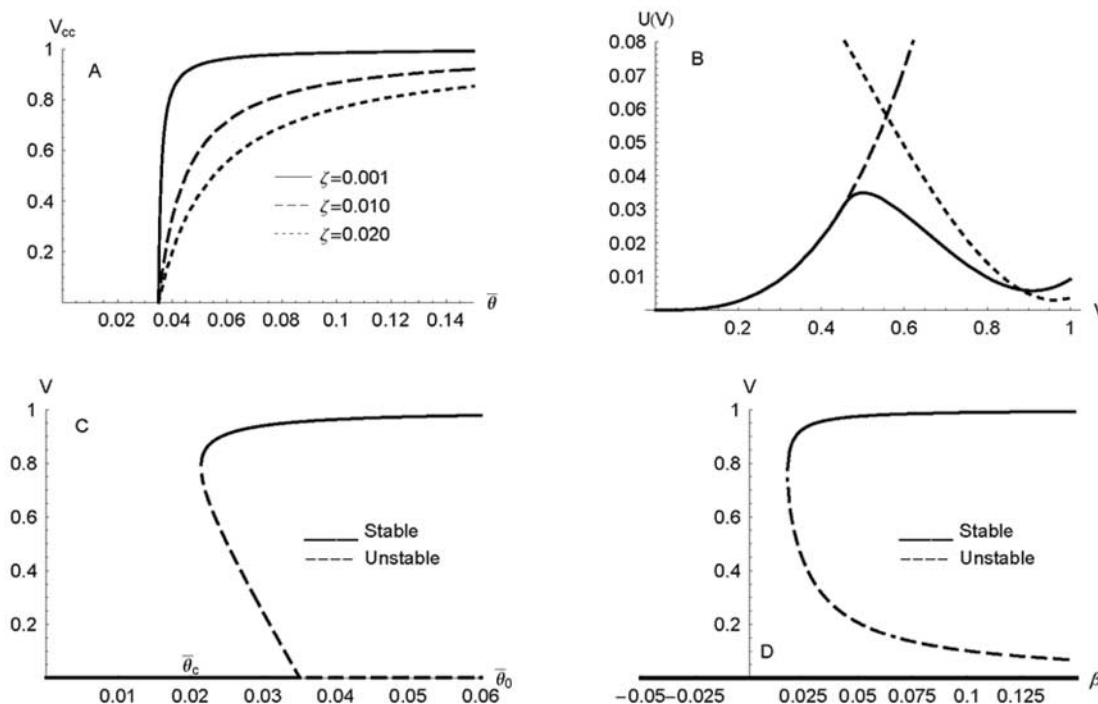 V_cc
1
A
0.8
0.6
0.4
0.2
ζ=0.001
ζ=0.010
ζ=0.020
0.02 0.04 0.06 0.08 0.1 0.12 0.14
θ̅
U(V)
0.08
B
0.07
0.06
0.05
0.04
0.03
0.02
0.01
0.2 0.4 0.6 0.8 1
V
1
C
0.8
0.6
0.4
0.2
Stable
Unstable
θ̅_c
θ̅_0
0.01 0.02 0.03 0.04 0.05 0.06
V
1
0.8
0.6
0.4
0.2
Stable
Unstable
D
β
-0.05-0.025 0.025 0.05 0.075 0.1 0.125